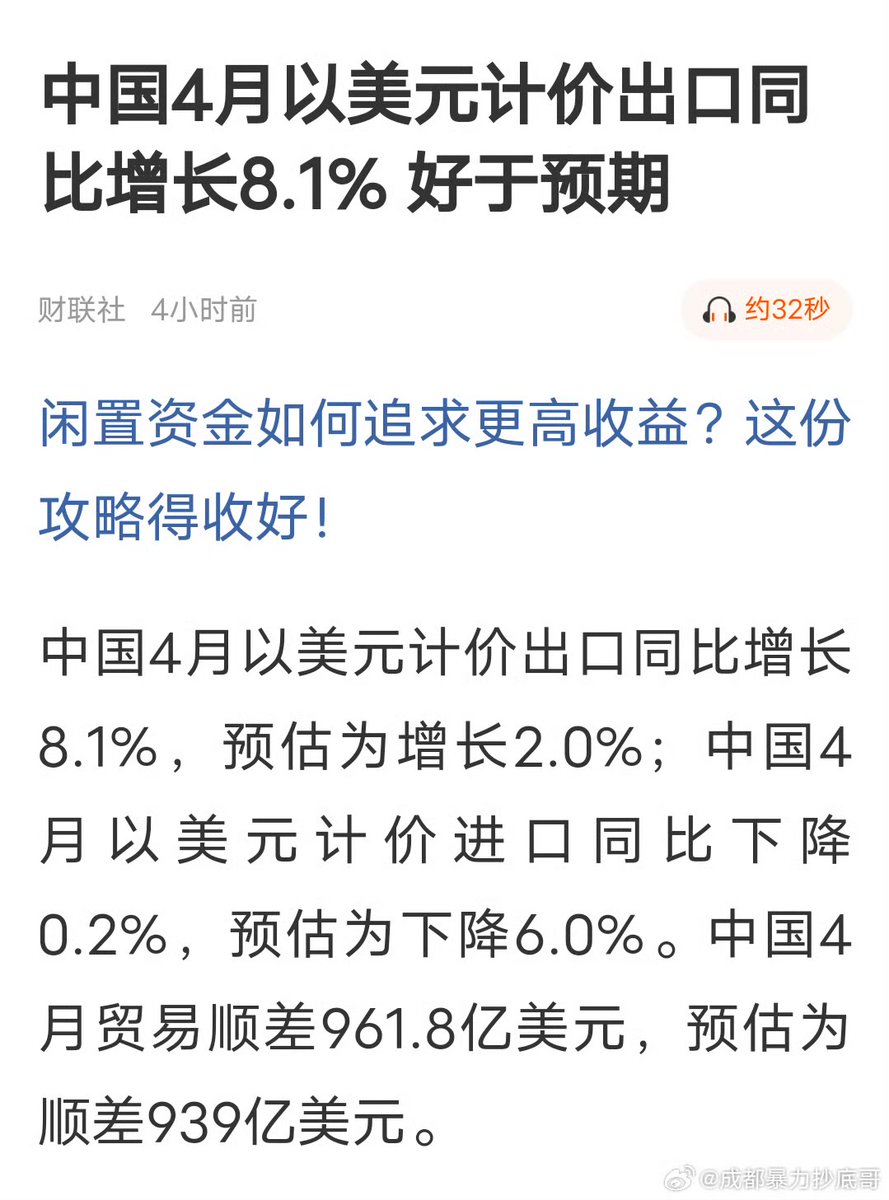 中国4月以美元计价出口同
比增长8.1% 好于预期
财联社 4小时前
约32秒
闲置资金如何追求更高收益？这份
攻略得收好！
中国4月以美元计价出口同比增长
8.1%，预估为增长2.0%；中国4
月以美元计价进口同比下降
0.2%，预估为下降6.0%。中国4
月贸易顺差961.8亿美元，预估为
顺差939亿美元。
@成都暴力抄底哥